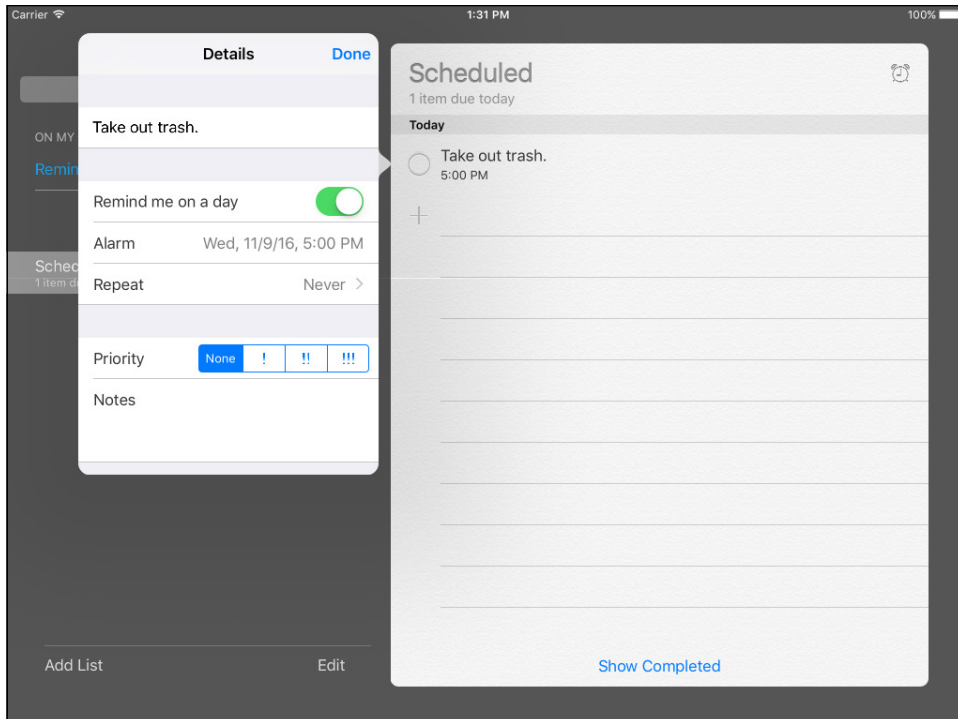 Carrier
1:31 PM
100%
Details
Done
Take out trash.
Remind me on a day
Alarm
Wed, 11/9/16, 5:00 PM
Repeat
Never
Priority
None
!
!!
!!!
Notes
ON MY
Remin
Sched
1 item d
Add List
Edit
Scheduled
1 item due today
Today
Take out trash.
5:00 PM
Show Completed